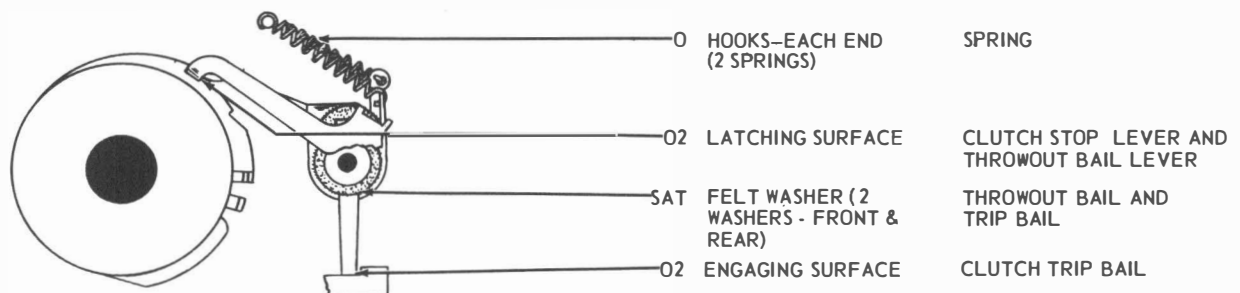 O HOOKS–EACH END SPRING
(2 SPRINGS)
O2 LATCHING SURFACE CLUTCH STOP LEVER AND
THROWOUT BAIL LEVER
SAT FELT WASHER (2 THROWOUT BAIL AND
WASHERS - FRONT & TRIP BAIL
REAR)
O2 ENGAGING SURFACE CLUTCH TRIP BAIL